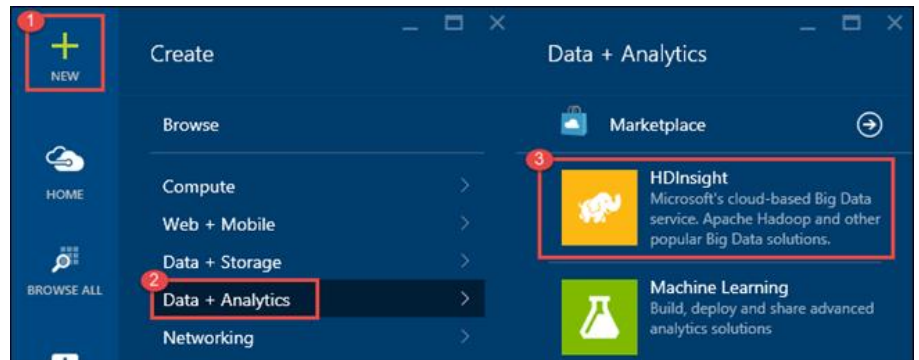 1
NEW
HOME
BROWSE ALL
Create
Browse
Compute
Web + Mobile
Data + Storage
2
Data + Analytics
Networking
Data + Analytics
Marketplace
3
HDInsight
Microsoft's cloud-based Big Data
service. Apache Hadoop and other
popular Big Data solutions.
Machine Learning
Build, deploy and share advanced
analytics solutions